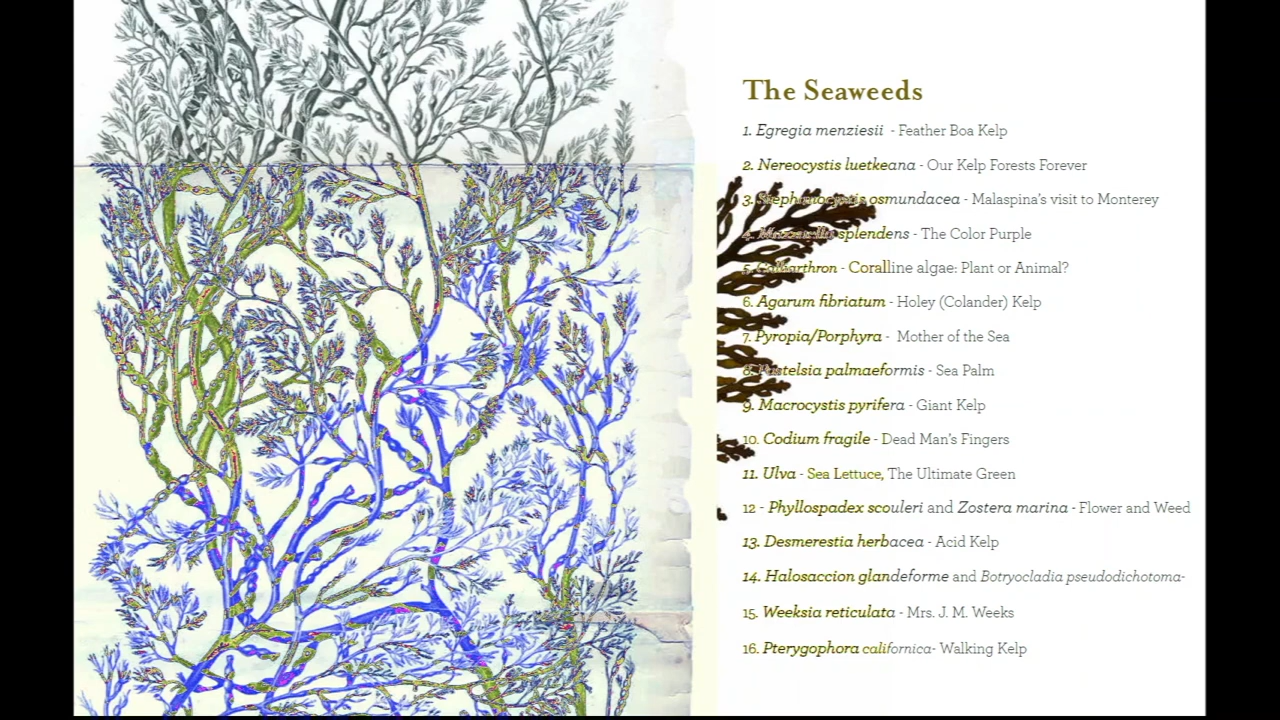 The Seaweeds
1. Egregia menziesii - Feather Boa Kelp
2. Nereocystis luetkeana - Our Kelp Forests Forever
3. Stephanocystis osmundacea - Malaspina's visit to Monterey
4. Mazzaella splendens - The Color Purple
5. Calliarthron - Coralline algae: Plant or Animal?
6. Agarum fibriatum - Holey (Colander) Kelp
7. Pyropia/Porphyra - Mother of the Sea
8. Postelsia palmaeformis - Sea Palm
9. Macrocystis pyrifera - Giant Kelp
10. Codium fragile - Dead Man's Fingers
11. Ulva - Sea Lettuce, The Ultimate Green
12 - Phyllospadex scouleri and Zostera marina - Flower and Weed
13. Desmerestia herbacea - Acid Kelp
14. Halosaccion glandeforme and Botryocladia pseudodichotoma-
15. Weeksia reticulata - Mrs. J. M. Weeks
16. Pterygophora californica- Walking Kelp